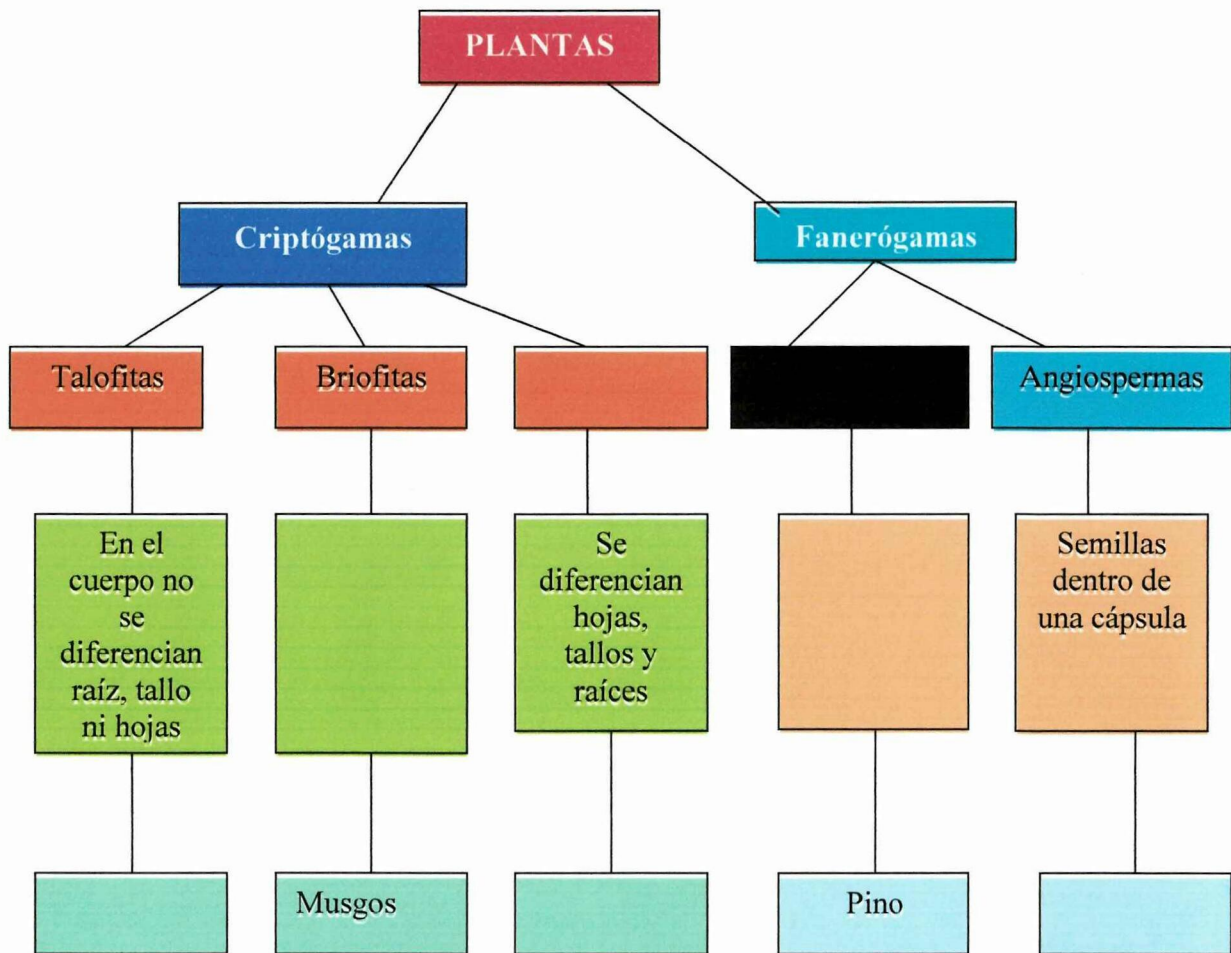 PLANTAS
Criptógamas
Fanerógamas
Talofitas
Briofitas
Angiospermas
En el
cuerpo no
se
diferencian
raíz, tallo
ni hojas
Se
diferencian
hojas,
tallos y
raíces
Semillas
dentro de
una cápsula
Musgos
Pino